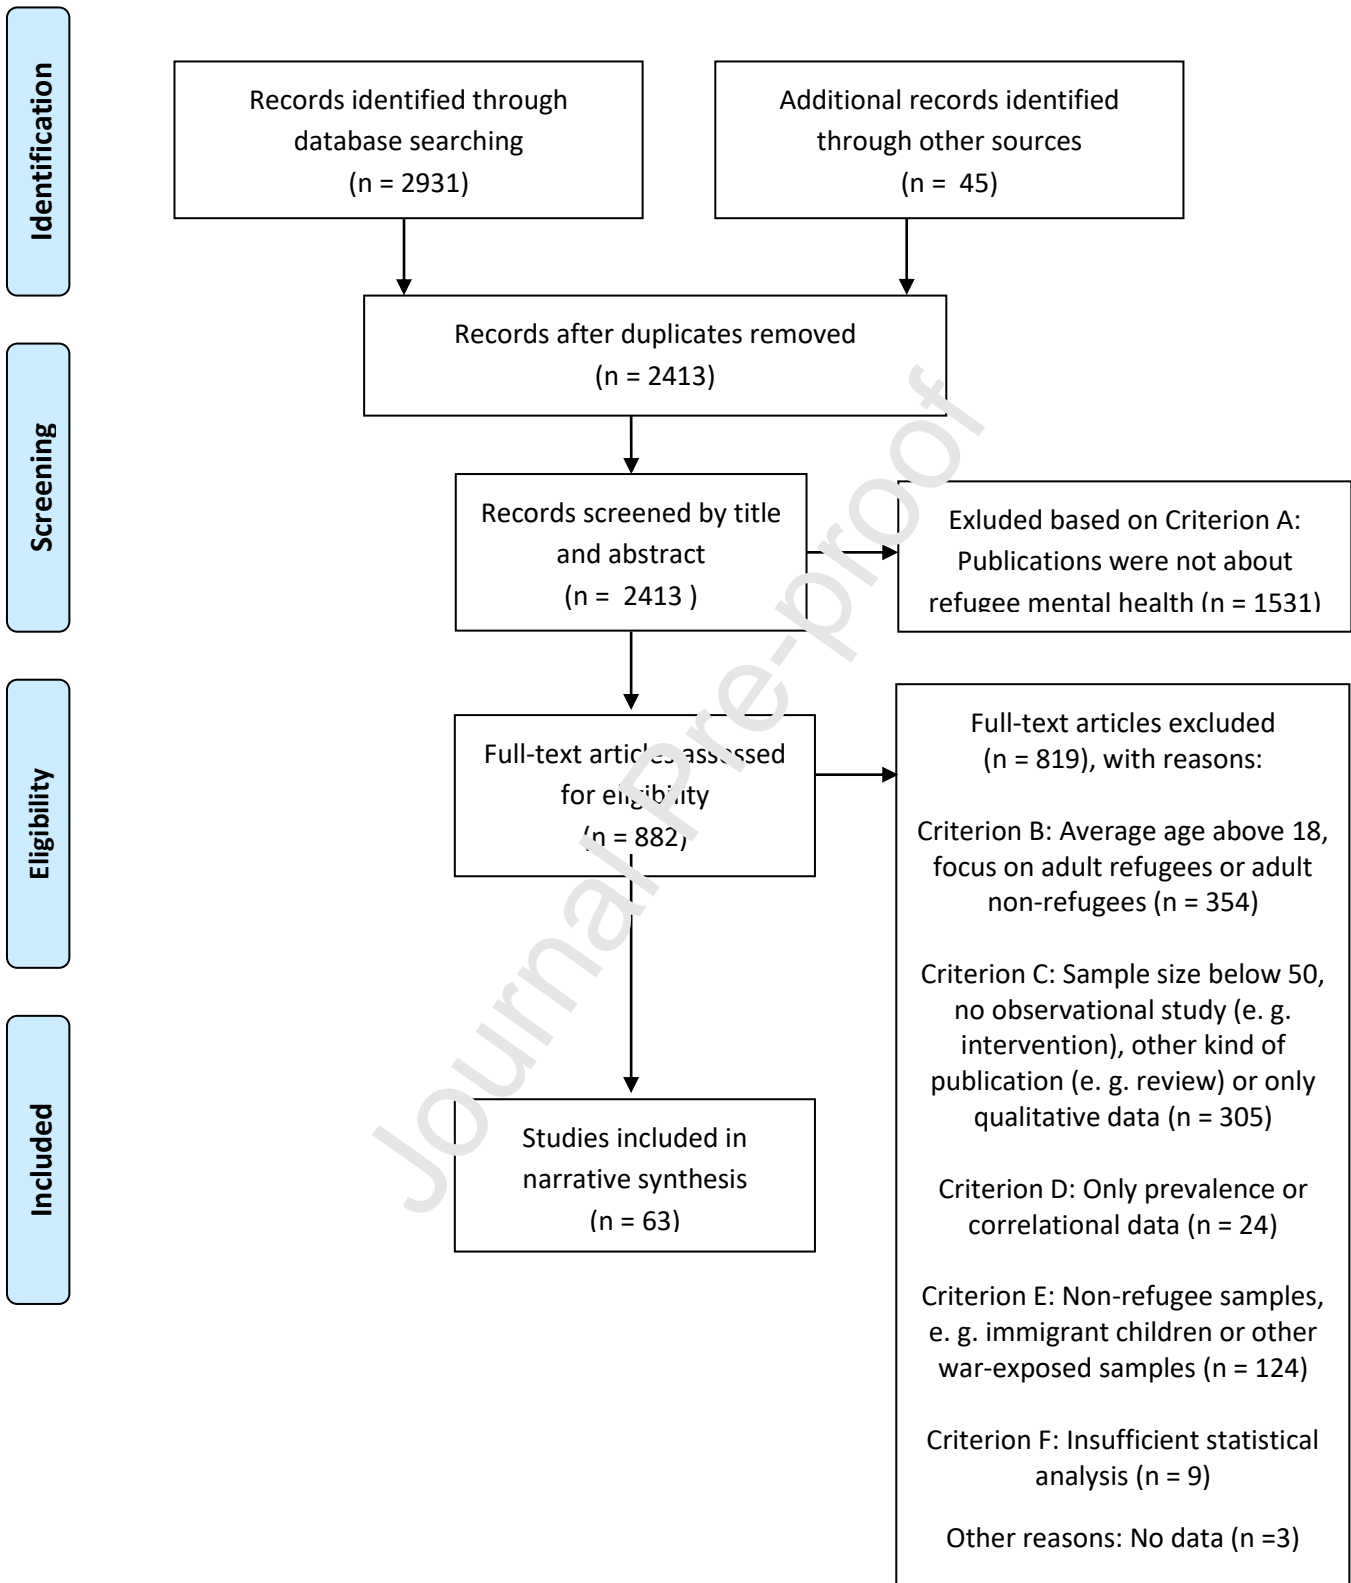 Identification
Records identified through
database searching
(n = 2931)
Additional records identified
through other sources
(n = 45)
Records after duplicates removed
(n = 2413)
Screening
Records screened by title
and abstract
(n = 2413 )
Exluded based on Criterion A:
Publications were not about
refugee mental health (n = 1531)
Eligibility
Full-text articles assessed
for eligibility
(n = 882)
Full-text articles excluded
(n = 819), with reasons:
Criterion B: Average age above 18,
focus on adult refugees or adult
non-refugees (n = 354)
Criterion C: Sample size below 50,
no observational study (e. g.
intervention), other kind of
publication (e. g. review) or only
qualitative data (n = 305)
Criterion D: Only prevalence or
correlational data (n = 24)
Criterion E: Non-refugee samples,
e. g. immigrant children or other
war-exposed samples (n = 124)
Criterion F: Insufficient statistical
analysis (n = 9)
Other reasons: No data (n =3)
Included
Studies included in
narrative synthesis
(n = 63)
Journal Pre-proof